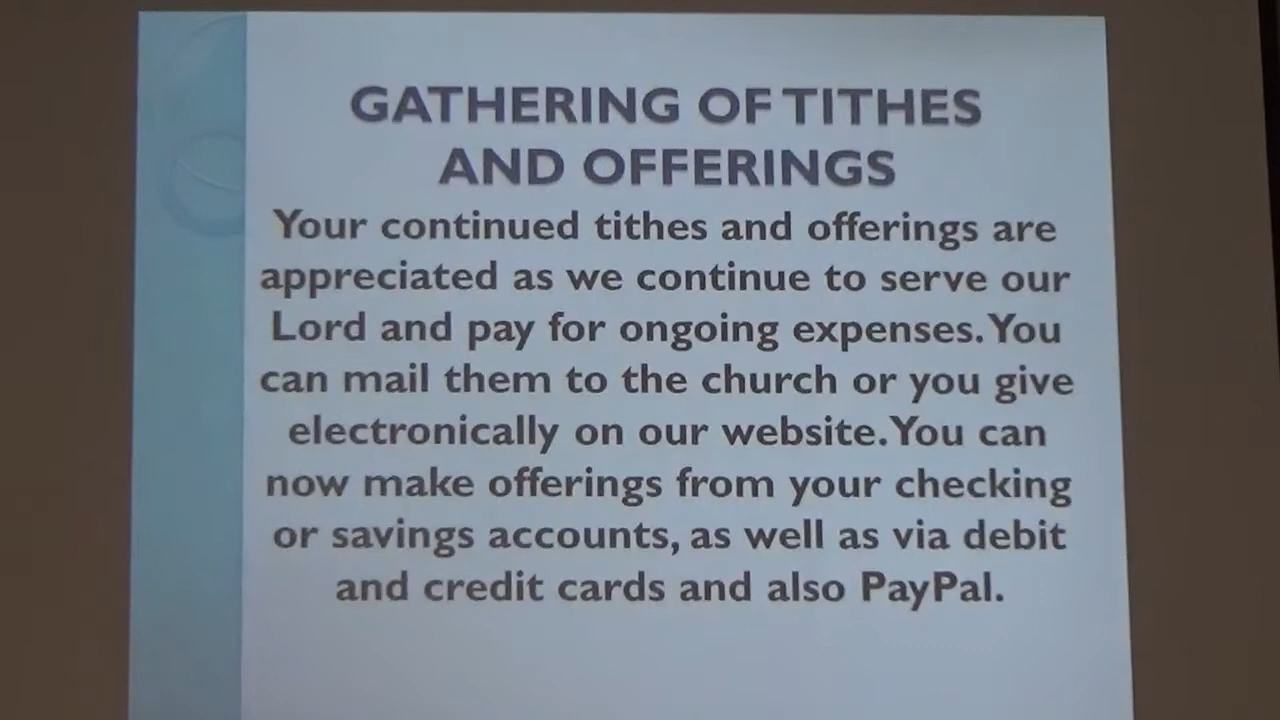 GATHERING OF TITHES
AND OFFERINGS
Your continued tithes and offerings are
appreciated as we continue to serve our
Lord and pay for ongoing expenses. You
can mail them to the church or you give
electronically on our website. You can
now make offerings from your checking
or savings accounts, as well as via debit
and credit cards and also PayPal.